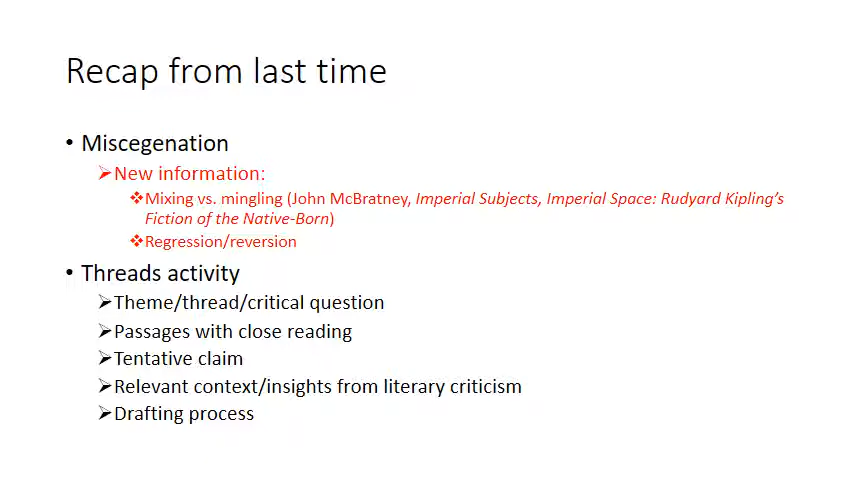 Recap from last time
• Miscegenation
➢New information:
❖Mixing vs. mingling (John McBratney, Imperial Subjects, Imperial Space: Rudyard Kipling’s
Fiction of the Native-Born)
❖Regression/reversion
• Threads activity
➢Theme/thread/critical question
➢Passages with close reading
➢Tentative claim
➢Relevant context/insights from literary criticism
➢Drafting process